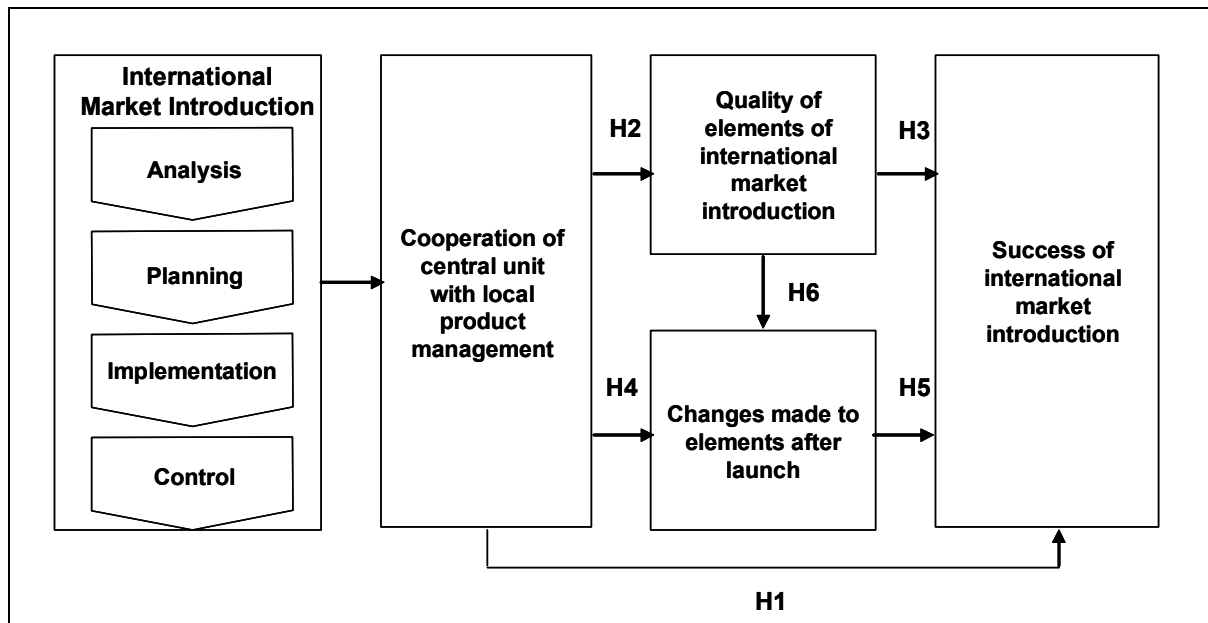 International
Market Introduction
Analysis
Planning
Implementation
Control
Cooperation of
central unit
with local
product
management
H2
H4
Quality of
elements of
international
market
introduction
H6
Changes made to
elements after
launch
H3
H5
Success of
international
market
introduction
H1